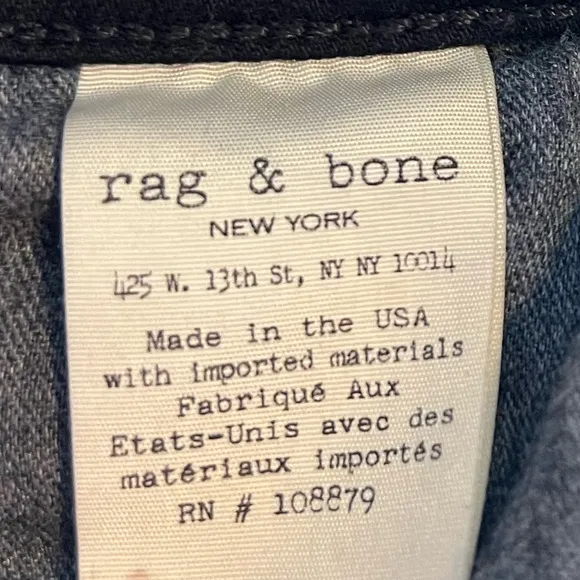 rag & bone
NEW YORK
425 W. 13th St, NY NY 10014
Made in the USA
with imported materials
Fabriqué Aux
Etats-Unis avec des
matériaux importés
RN # 108879